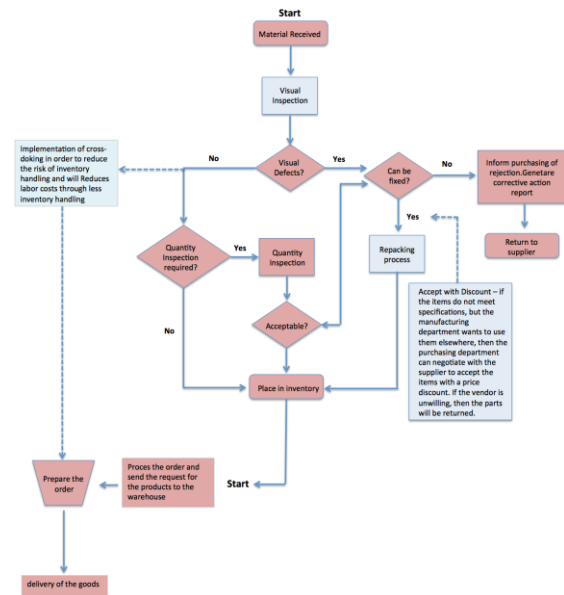 Start
Material Received
Visual
Inspection
Implementation of cross-
doking in order to reduce
the risk of inventory
handling and will Reduces
labor costs through less
inventory handling
No
Visual
Defects?
Yes
Can be
fixed?
No
Inform purchasing of
rejection.Genetare
corrective action
report
Yes
Return to
supplier
Quantity
Inspection
required?
Yes
Quantity
Inspection
Repacking
process
Accept with Discount – if
the items do not meet
specifications, but the
manufacturing
department wants to use
them elsewhere, then the
purchasing department
can negotiate with the
supplier to accept the
items with a price
discount. If the vendor is
unwilling, then the parts
will be returned.
No
Acceptable?
Place in inventory
Prepare the
order
Proces the order and
send the request for
the products to the
warehouse
Start
delivery of the goods